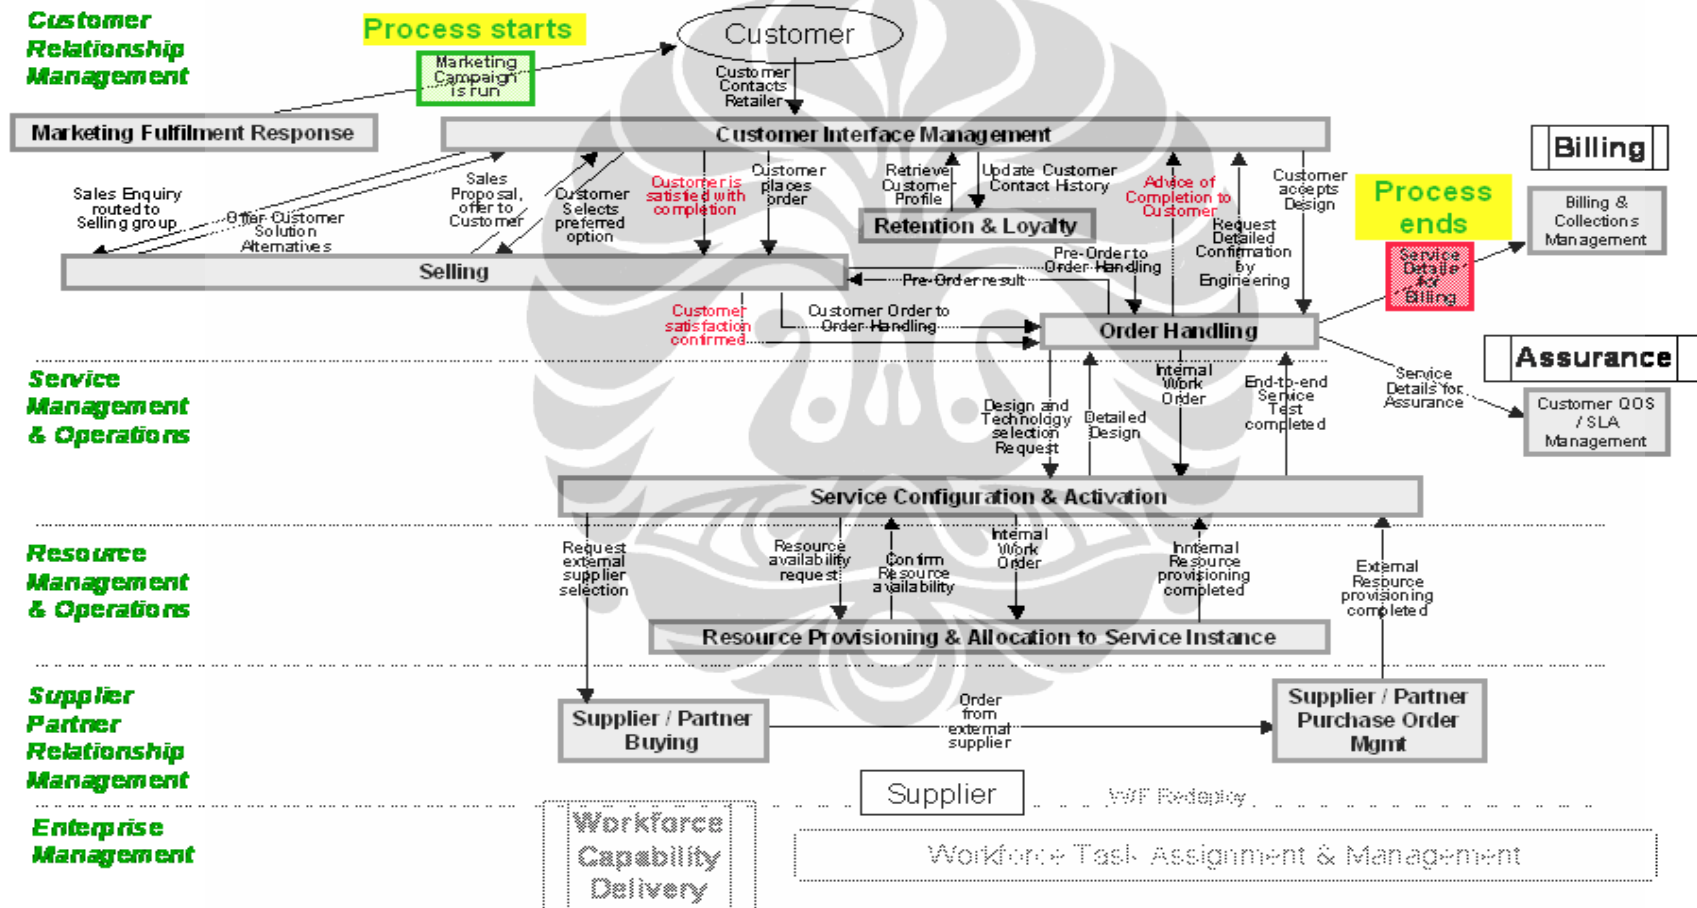 Customer
Relationship
Management
Process starts
Marketing
Campaign
is run
Customer
Customer
Contacts
Retailer
Marketing Fulfilment Response
Customer Interface Management
Billing
Sales Enquiry
routed to
Selling group
Offer Customer
Solution
Alternatives
Sales
Proposal,
offer to
Customer
Customer
Selects
preferred
option
Customer is
satisfied with
completion
Customer
places
order
Retrieve
Customer
Profile
Update Customer
Contact History
Retention & Loyalty
Advice of
Completion to
Customer
Request
Detailed
Confirmation
by
Engineering
Customer
accepts
Design
Process
ends
Billing &
Collections
Management
Service
Details
for
Billing
Selling
Pre-Order to
Order Handling
Pre-Order result
Customer
satisfaction
confirmed
Customer Order to
Order Handling
Order Handling
Assurance
Service
Details for
Assurance
Customer QOS
/ SLA
Management
Service
Management
& Operations
Design and
Technology
selection
Request
Detailed
Design
Internal
Work
Order
End-to-end
Service
Test
completed
Service Configuration & Activation
Resource
Management
& Operations
Request
external
supplier
selection
Resource
availability
request
Confirm
Resource
availability
Internal
Work
Order
Innternal
Resource
provisioning
completed
External
Resource
provisioning
completed
Resource Provisioning & Allocation to Service Instance
Supplier
Partner
Relationship
Management
Supplier / Partner
Buying
Order
from
external
supplier
Supplier / Partner
Purchase Order
Mgmt
Supplier
W/F Redeploy
Enterprise
Management
Workforce
Capability
Delivery
Workforce Task Assignment & Management